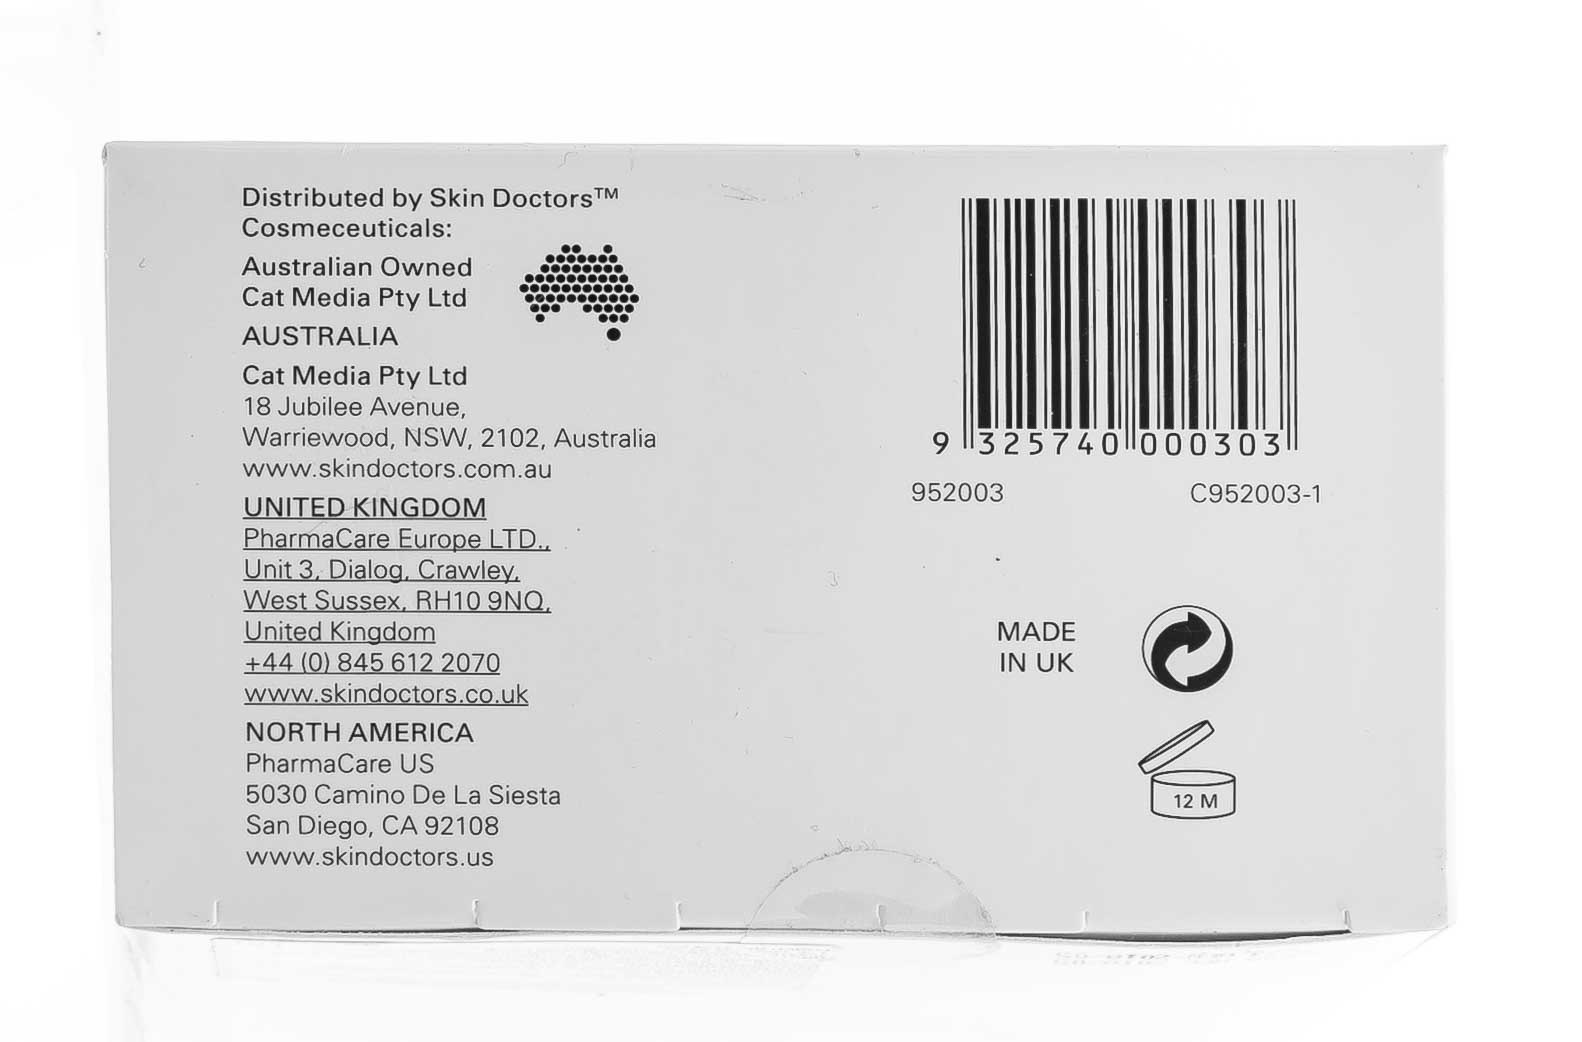 Distributed by Skin Doctors™
Cosmeceuticals:
Australian Owned
Cat Media Pty Ltd
AUSTRALIA
Cat Media Pty Ltd
18 Jubilee Avenue,
Warriewood, NSW, 2102, Australia
www.skindoctors.com.au
UNITED KINGDOM
PharmaCare Europe LTD.,
Unit 3, Dialog, Crawley,
West Sussex, RH10 9NQ,
United Kingdom
+44 (0) 845 612 2070
www.skindoctors.co.uk
NORTH AMERICA
PharmaCare US
5030 Camino De La Siesta
San Diego, CA 92108
www.skindoctors.us
9 325740 000303
952003 C952003-1
MADE
IN UK
12 M